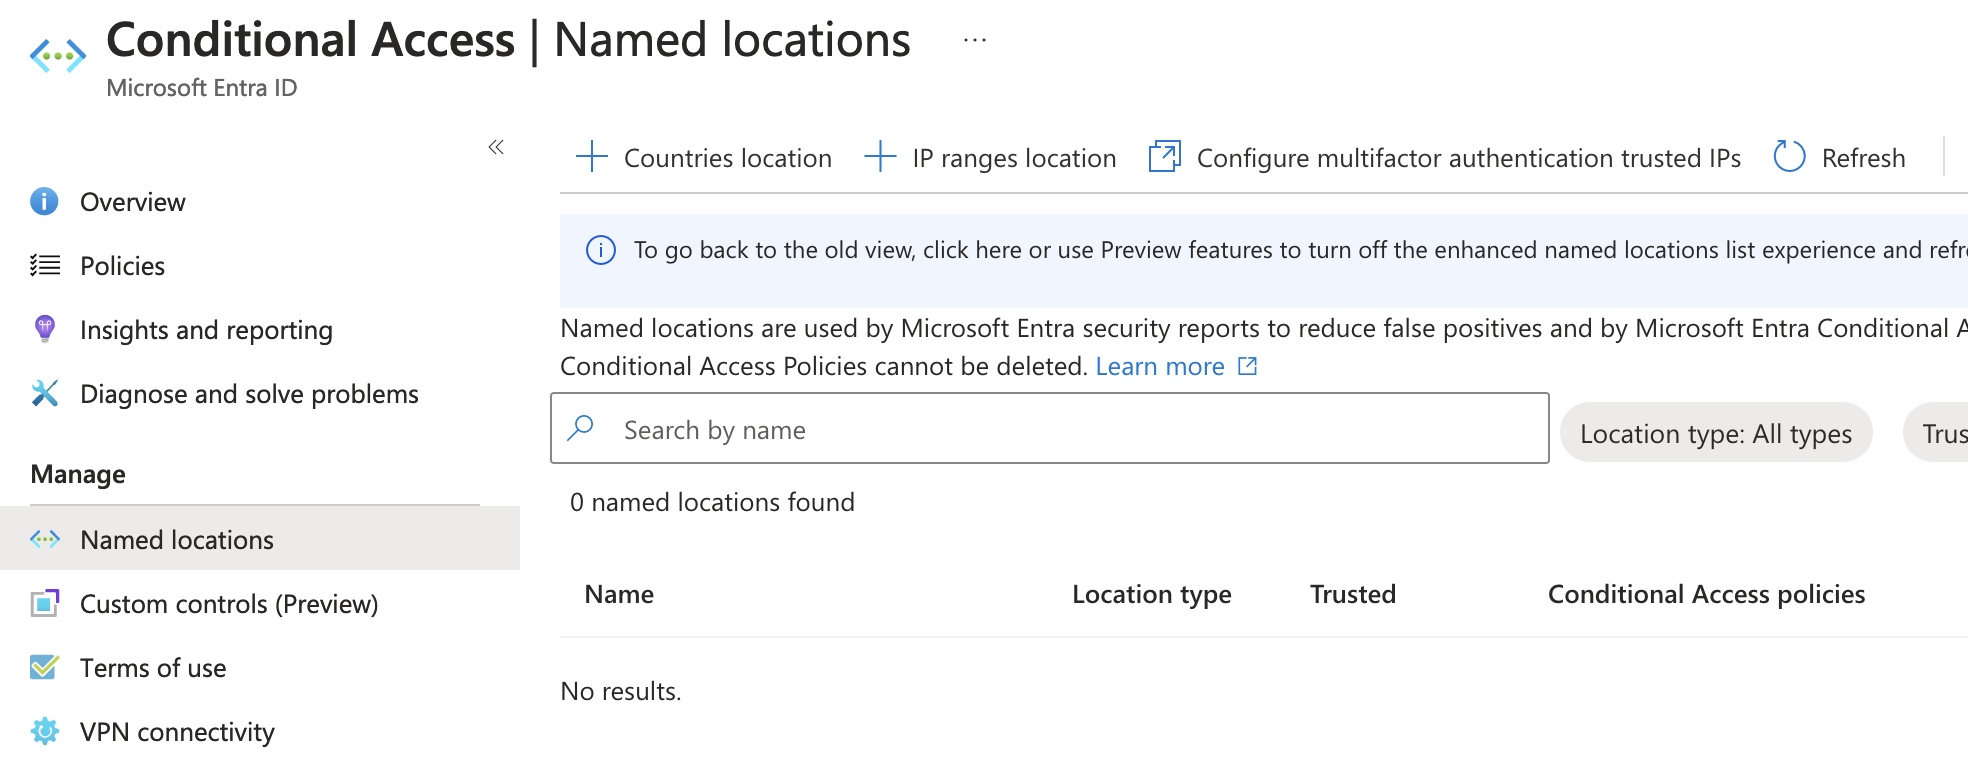 Conditional Access | Named locations ...
Microsoft Entra ID
Overview
Policies
Insights and reporting
Diagnose and solve problems
Manage
Named locations
Custom controls (Preview)
Terms of use
VPN connectivity
Countries location
IP ranges location
Configure multifactor authentication trusted IPs
Refresh
To go back to the old view, click here or use Preview features to turn off the enhanced named locations list experience and
Named locations are used by Microsoft Entra security reports to reduce false positives and by Microsoft Entra Conditional
Conditional Access Policies cannot be deleted. Learn more
Search by name
Location type: All types
0 named locations found
Name
Location type
Trusted
Conditional Access policies
No results.